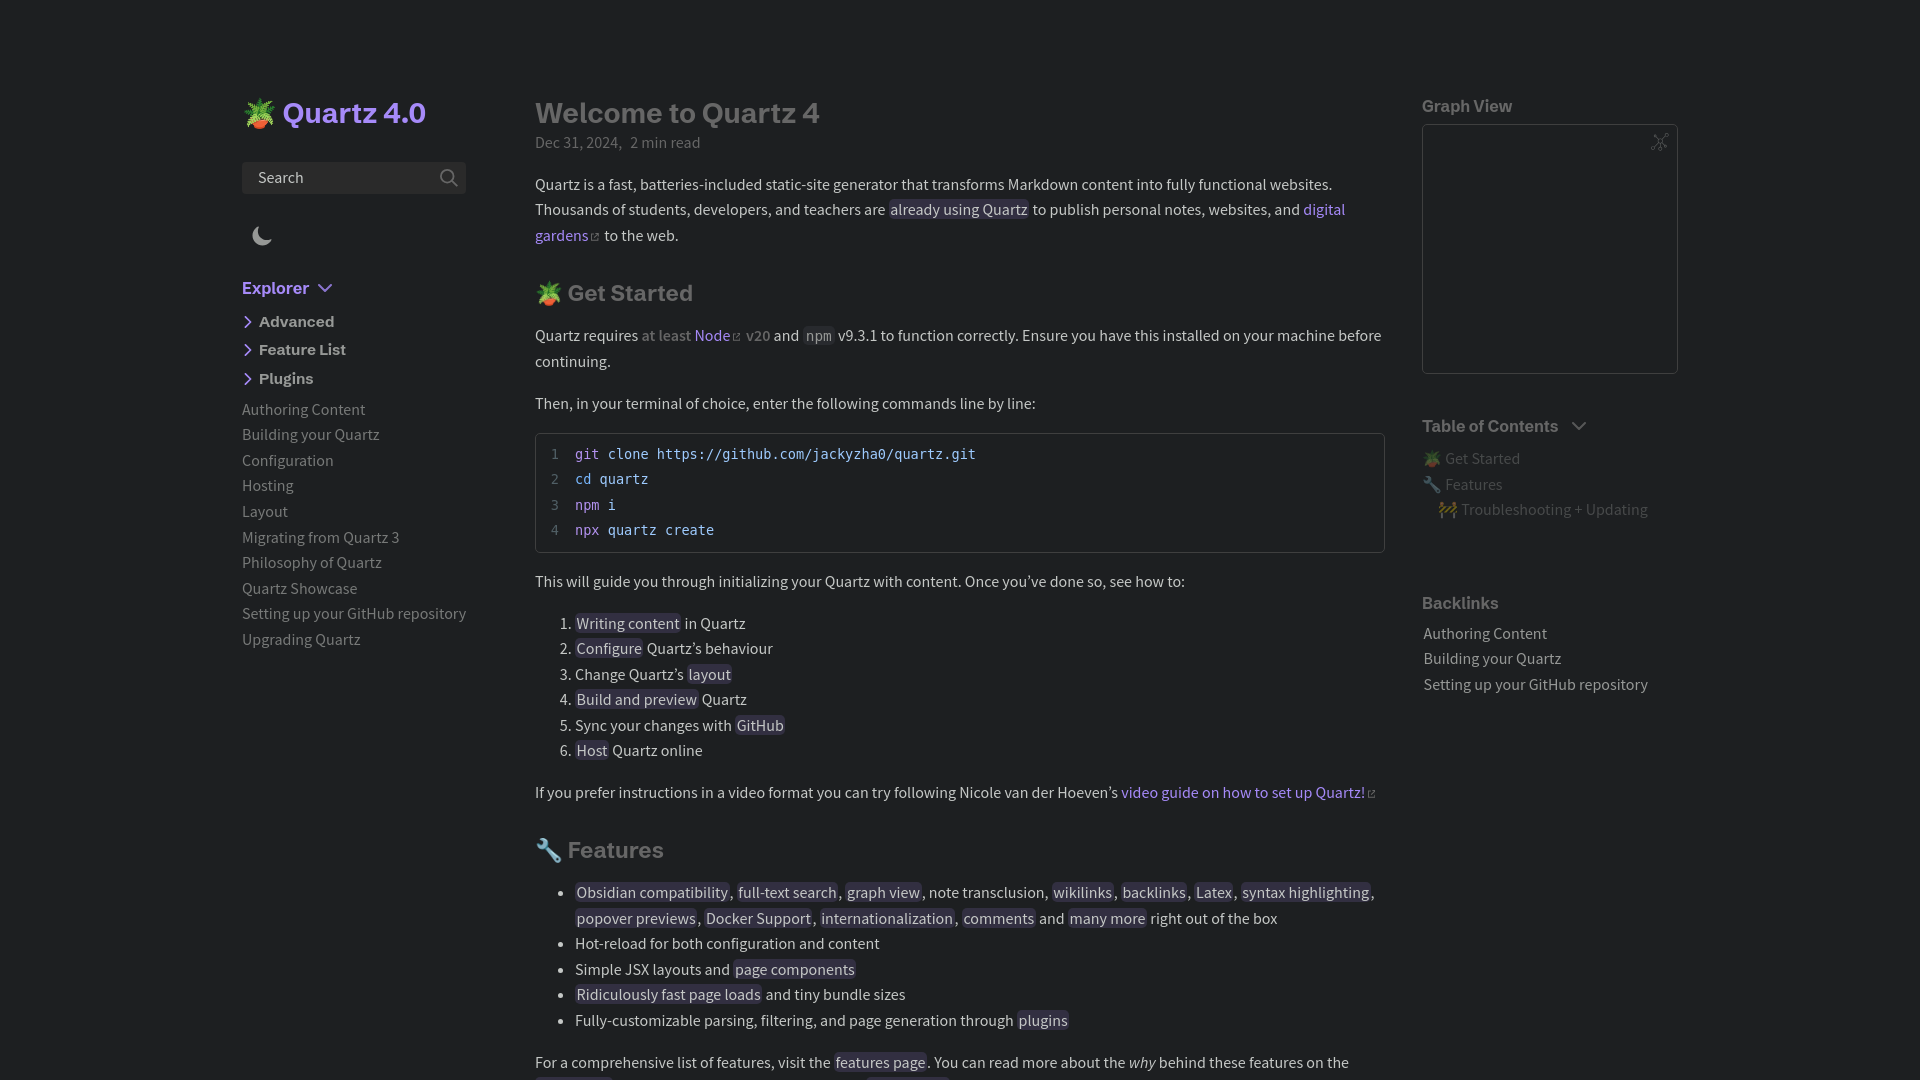 🪴 Quartz 4.0
Search
Explorer
Advanced
Feature List
Plugins
Authoring Content
Building your Quartz
Configuration
Hosting
Layout
Migrating from Quartz 3
Philosophy of Quartz
Quartz Showcase
Setting up your GitHub repository
Upgrading Quartz
Welcome to Quartz 4
Dec 31, 2024, 2 min read
Quartz is a fast, batteries-included static-site generator that transforms Markdown content into fully functional websites.
Thousands of students, developers, and teachers are already using Quartz to publish personal notes, websites, and digital
gardens to the web.
🪴 Get Started
Quartz requires at least Node v20 and npm v9.3.1 to function correctly. Ensure you have this installed on your machine before
continuing.
Then, in your terminal of choice, enter the following commands line by line:
1 git clone https://github.com/jackyzha0/quartz.git
2 cd quartz
3 npm i
4 npx quartz create
This will guide you through initializing your Quartz with content. Once you’ve done so, see how to:
1. Writing content in Quartz
2. Configure Quartz’s behaviour
3. Change Quartz’s layout
4. Build and preview Quartz
5. Sync your changes with GitHub
6. Host Quartz online
If you prefer instructions in a video format you can try following Nicole van der Hoeven’s video guide on how to set up Quartz!
🔧 Features
• Obsidian compatibility, full-text search, graph view, note transclusion, wikilinks, backlinks, Latex, syntax highlighting,
popover previews, Docker Support, internationalization, comments and many more right out of the box
• Hot-reload for both configuration and content
• Simple JSX layouts and page components
• Ridiculously fast page loads and tiny bundle sizes
• Fully-customizable parsing, filtering, and page generation through plugins
For a comprehensive list of features, visit the features page. You can read more about the why behind these features on the
Graph View
Table of Contents
🪴 Get Started
🔧 Features
🚧 Troubleshooting + Updating
Backlinks
Authoring Content
Building your Quartz
Setting up your GitHub repository